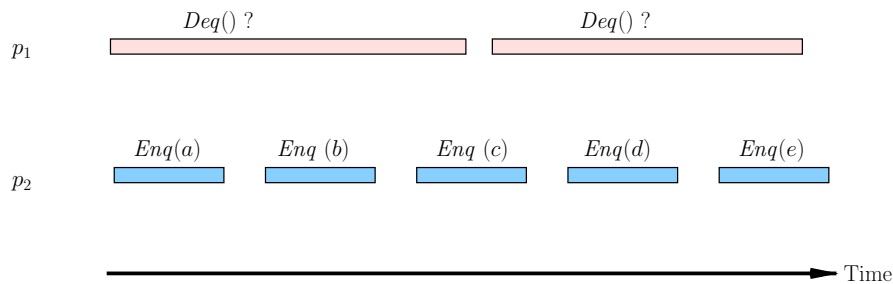 Deq() ? Deq() ?
p1
Enq(a) Enq (b) Enq (c) Enq(d) Enq(e)
p2
Time